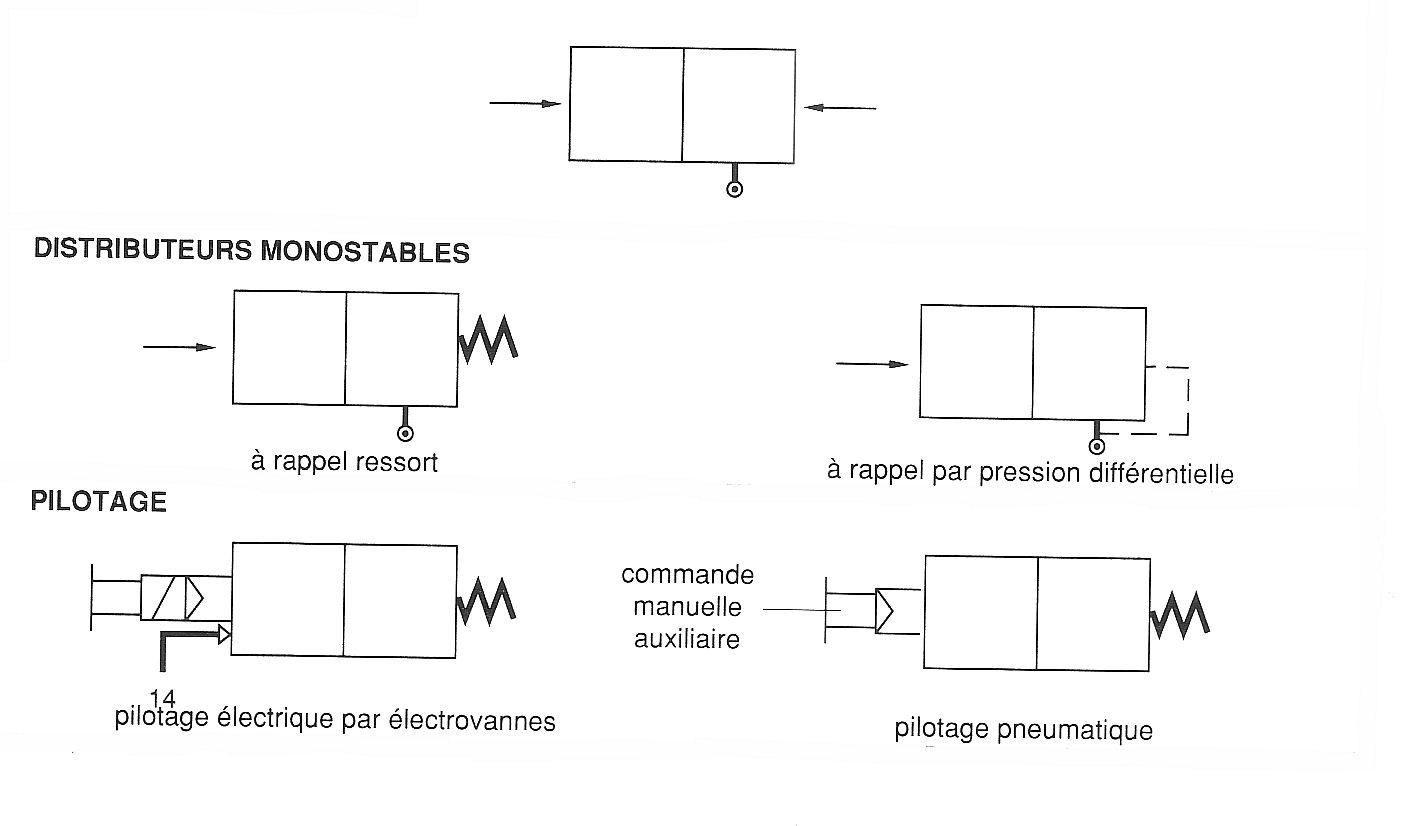 DISTRIBUTEURS MONOSTABLES
à rappel ressort
à rappel par pression différentielle
PILOTAGE
commande
manuelle
auxiliaire
14
pilotage électrique par électrovannes
pilotage pneumatique